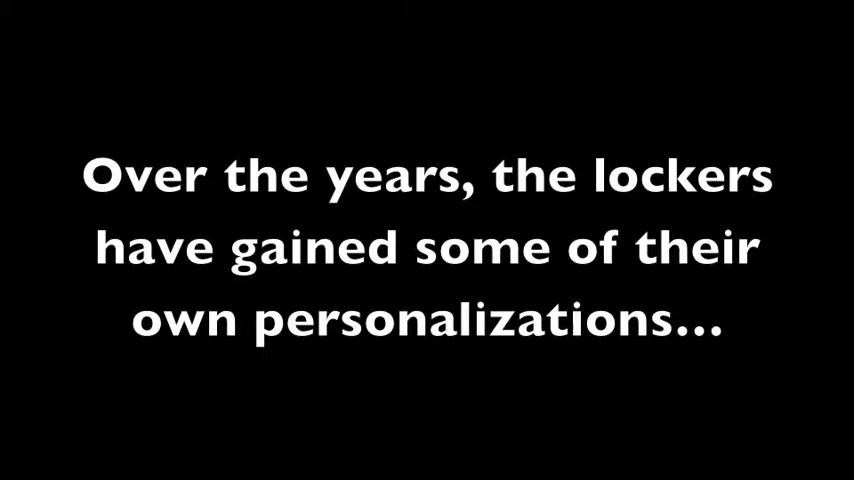 Over the years, the lockers
have gained some of their
own personalizations...